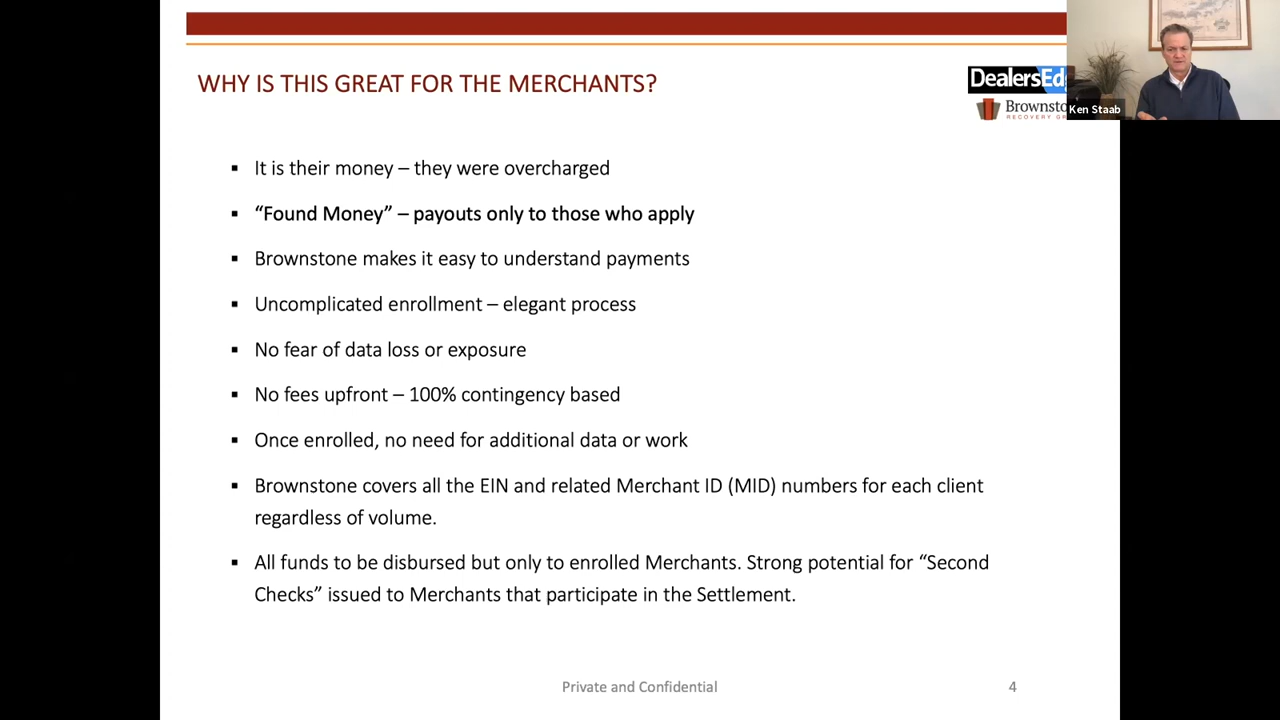 WHY IS THIS GREAT FOR THE MERCHANTS?
DealersEd
Brownsto
RECOVERY GR
Ken Staab
▪ It is their money – they were overcharged
▪ “Found Money” – payouts only to those who apply
▪ Brownstone makes it easy to understand payments
▪ Uncomplicated enrollment – elegant process
▪ No fear of data loss or exposure
▪ No fees upfront – 100% contingency based
▪ Once enrolled, no need for additional data or work
▪ Brownstone covers all the EIN and related Merchant ID (MID) numbers for each client
regardless of volume.
▪ All funds to be disbursed but only to enrolled Merchants. Strong potential for “Second
Checks” issued to Merchants that participate in the Settlement.
Private and Confidential
4